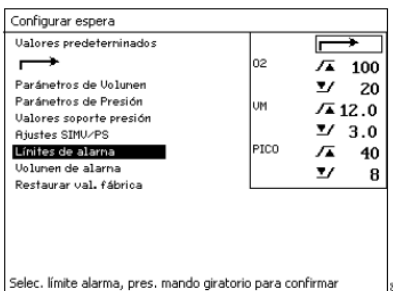 Configurar espera
Valores predeterminados
Parámetros de Volumen
Parámetros de Presión
Valores soporte presión
Ajustes SIMV/PS
Límites de alarma
Volumen de alarma
Restaurar val. fábrica
O2 100
20
VM 12.0
3.0
PICO 40
8
Selec. límite alarma, pres. mando giratorio para confirmar